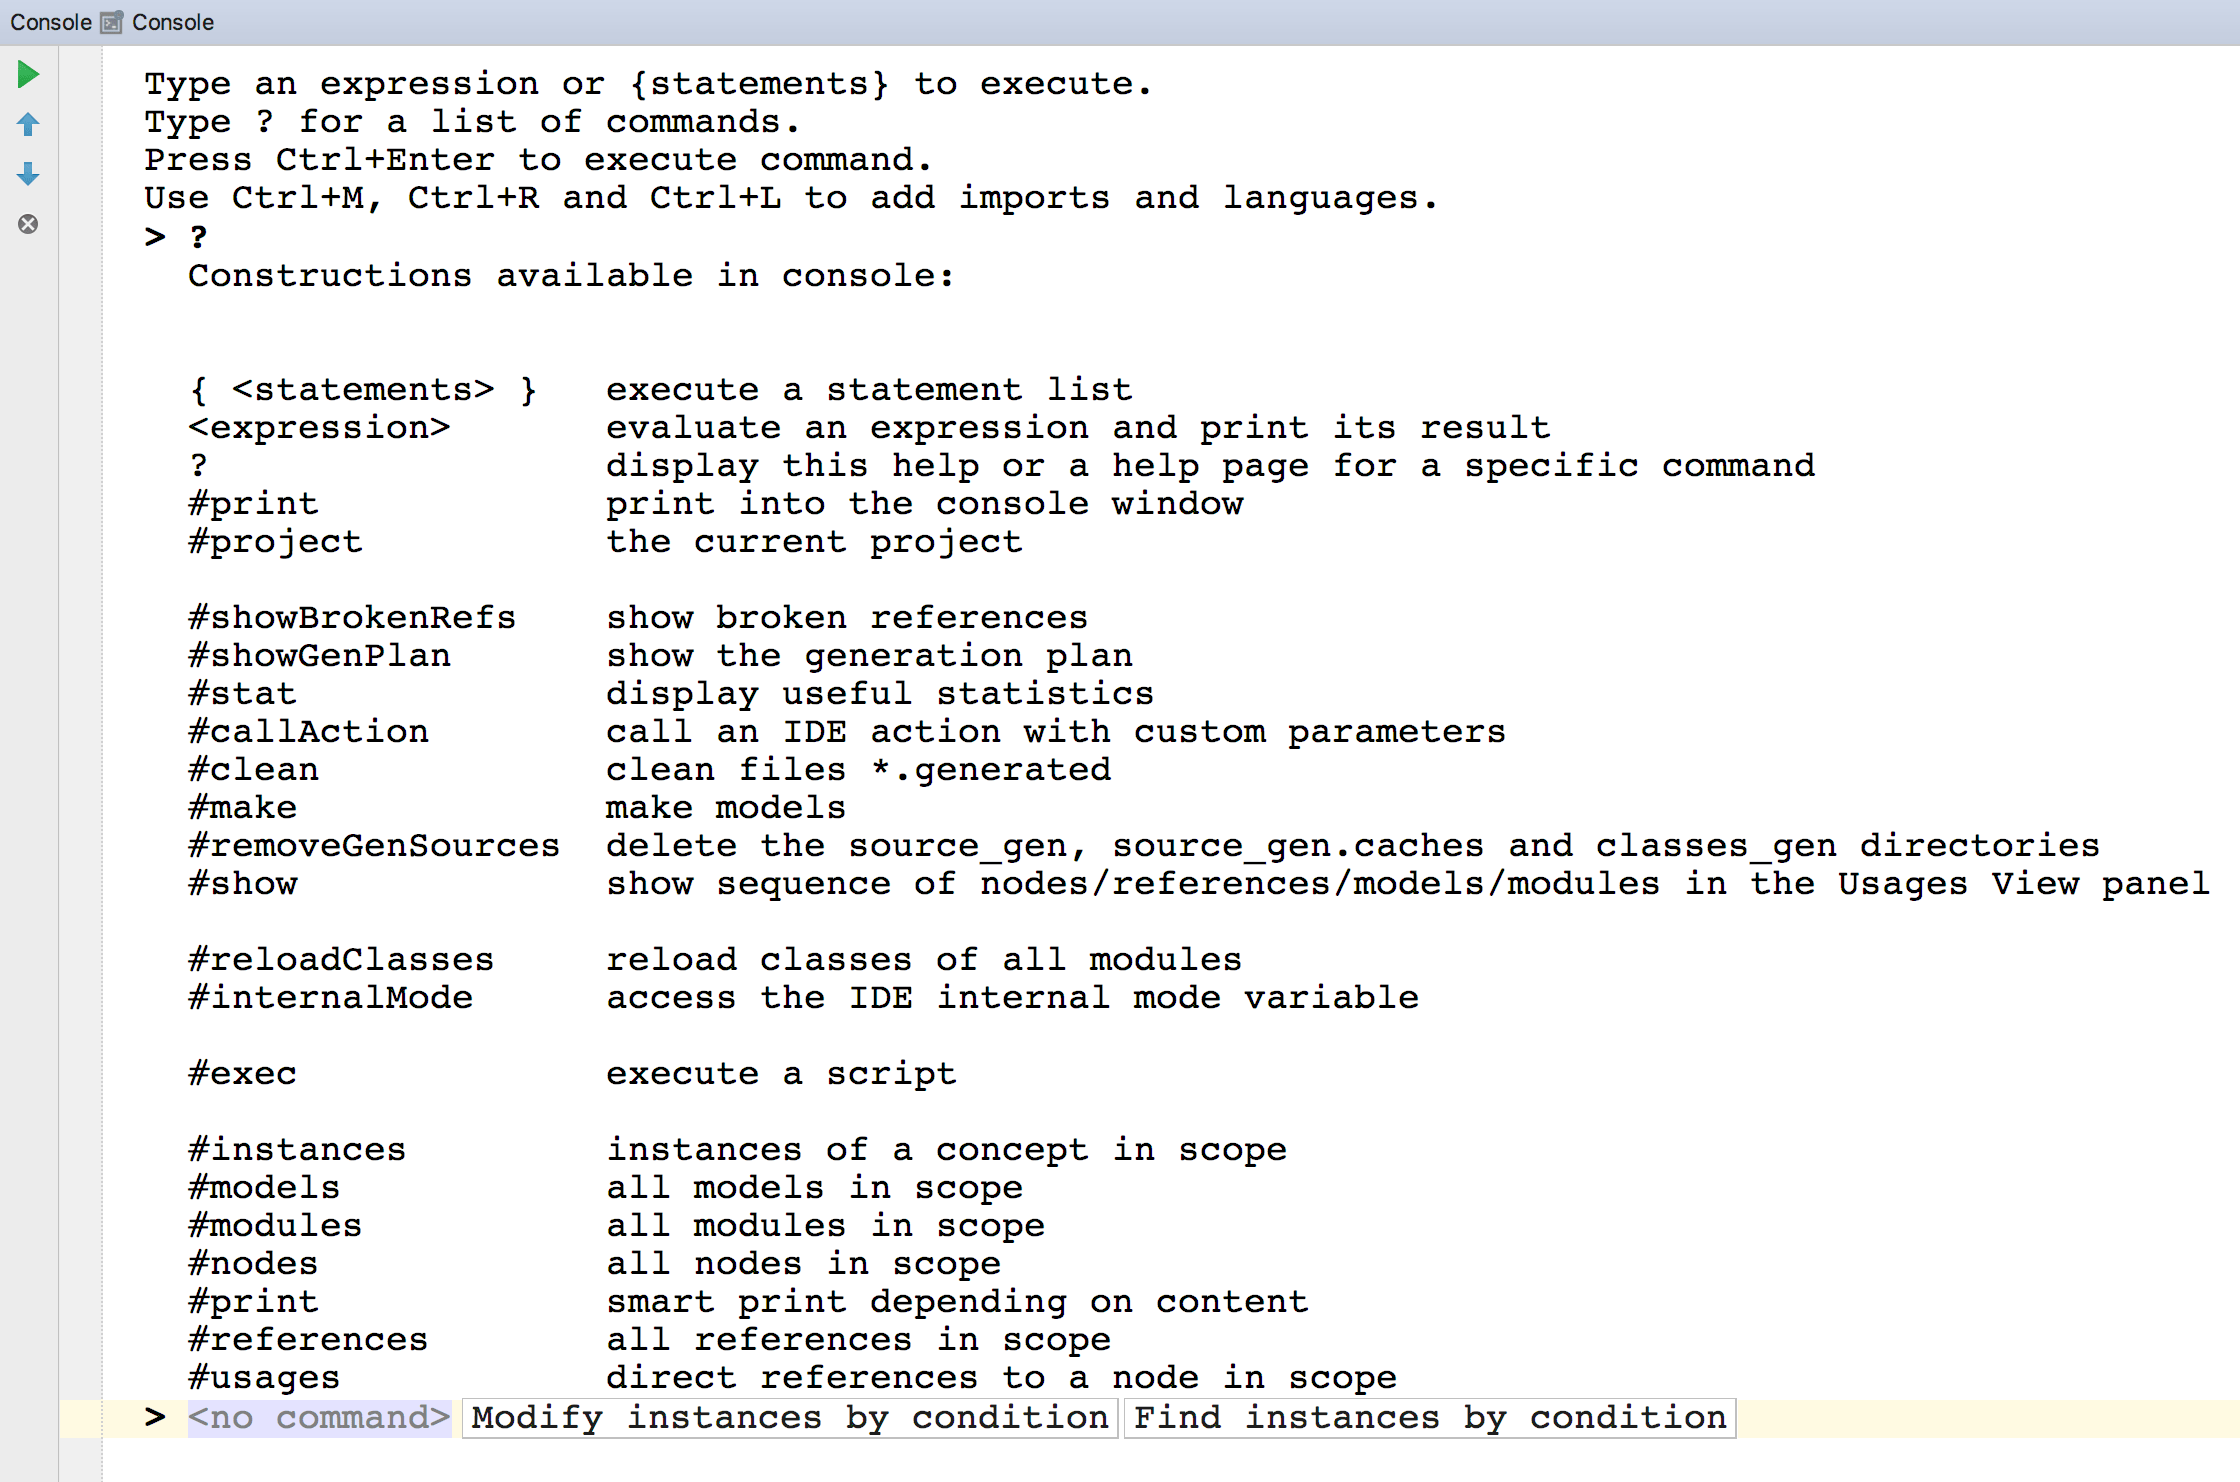 Console Console
Type an expression or {statements} to execute.
Type ? for a list of commands.
Press Ctrl+Enter to execute command.
Use Ctrl+M, Ctrl+R and Ctrl+L to add imports and languages.
> ?
Constructions available in console:
{ <statements> } execute a statement list
<expression> evaluate an expression and print its result
? display this help or a help page for a specific command
#print print into the console window
#project the current project
#showBrokenRefs show broken references
#showGenPlan show the generation plan
#stat display useful statistics
#callAction call an IDE action with custom parameters
#clean clean files *.generated
#make make models
#removeGenSources delete the source_gen, source_gen.caches and classes_gen directories
#show show sequence of nodes/references/models/modules in the Usages View panel
#reloadClasses reload classes of all modules
#internalMode access the IDE internal mode variable
#exec execute a script
#instances instances of a concept in scope
#models all models in scope
#modules all modules in scope
#nodes all nodes in scope
#print smart print depending on content
#references all references in scope
#usages direct references to a node in scope
> <no command> Modify instances by condition Find instances by condition